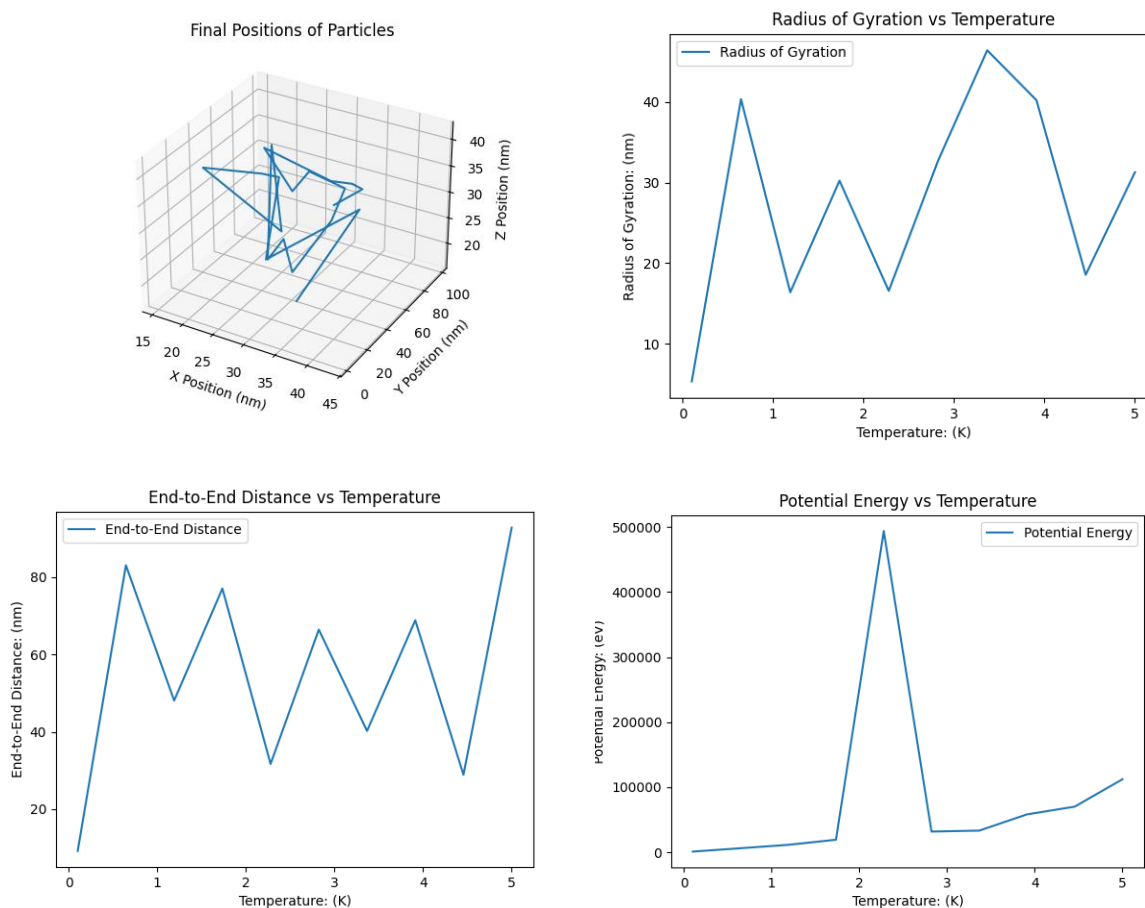 Final Positions of Particles
40
35
30
25
20
Z Position (nm)
15
20
25
30
35
40
45
X Position (nm)
0
20
40
60
80
100
Y Position (nm)
Radius of Gyration vs Temperature
Radius of Gyration
40
30
20
10
Radius of Gyration: (nm)
0 1 2 3 4 5
Temperature: (K)
End-to-End Distance vs Temperature
End-to-End Distance
80
60
40
20
End-to-End Distance: (nm)
0 1 2 3 4 5
Temperature: (K)
Potential Energy vs Temperature
Potential Energy
500000
400000
300000
200000
100000
0
Potential Energy: (eV)
0 1 2 3 4 5
Temperature: (K)